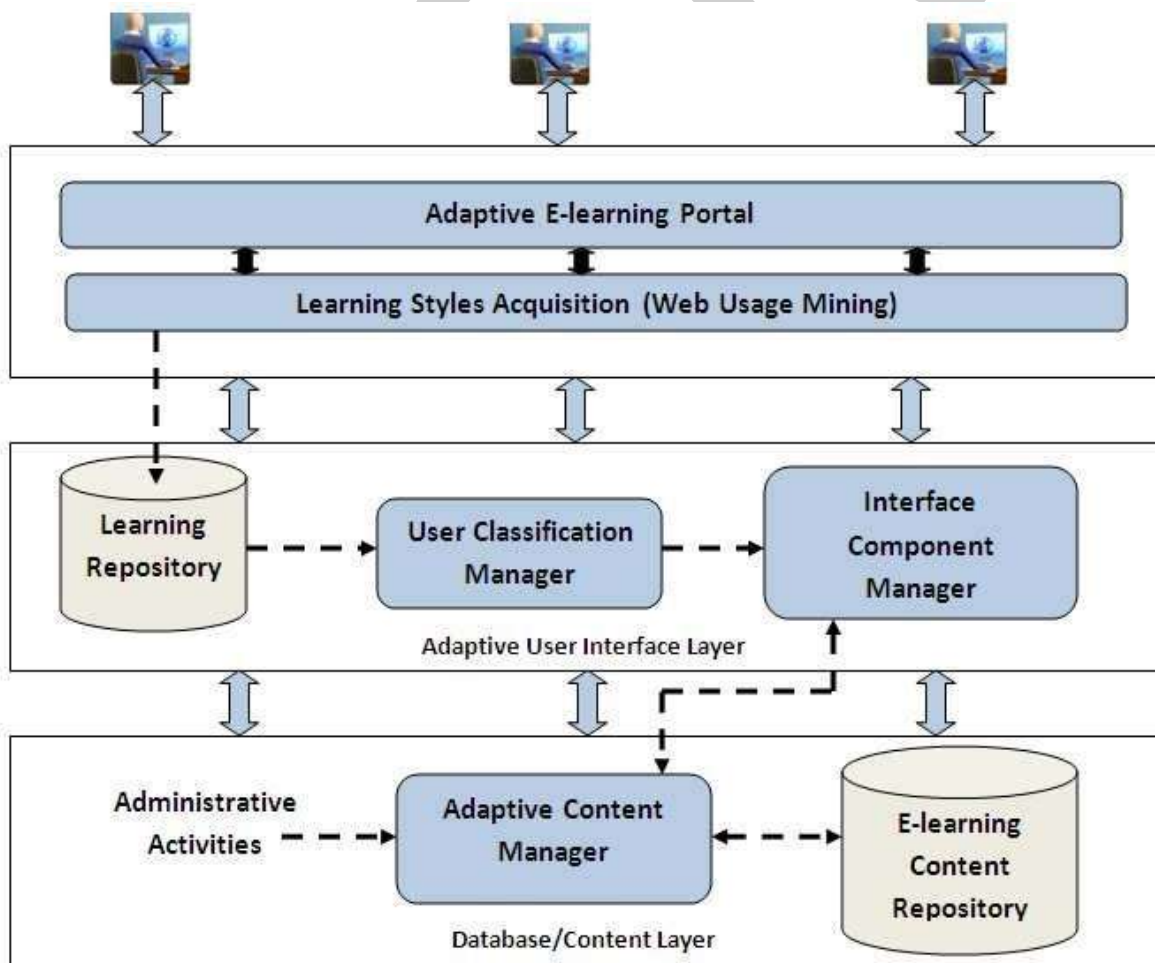 Adaptive E-learning Portal
Learning Styles Acquisition (Web Usage Mining)
Learning
Repository
User Classification
Manager
Interface
Component
Manager
Adaptive User Interface Layer
Administrative
Activities
Adaptive Content
Manager
E-learning
Content
Repository
Database/Content Layer